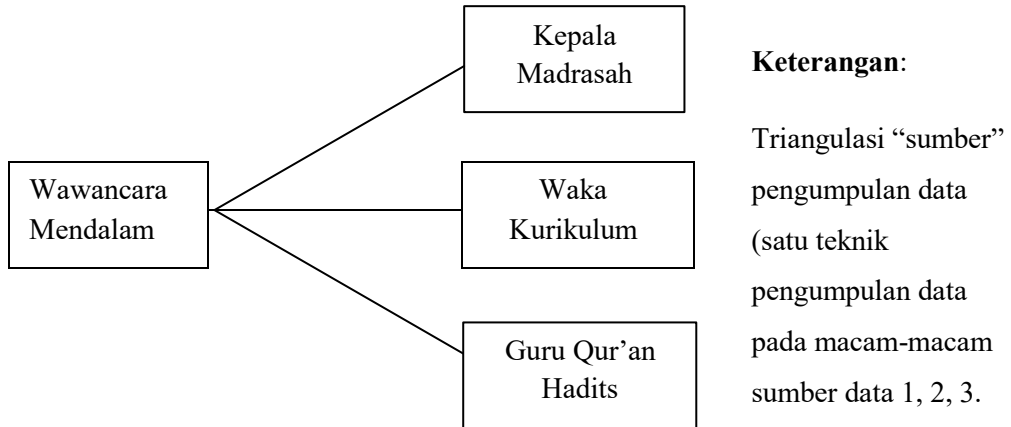 Wawancara
Mendalam
Kepala
Madrasah
Waka
Kurikulum
Guru Qur’an
Hadits
Keterangan:
Triangulasi “sumber”
pengumpulan data
(satu teknik
pengumpulan data
pada macam-macam
sumber data 1, 2, 3.